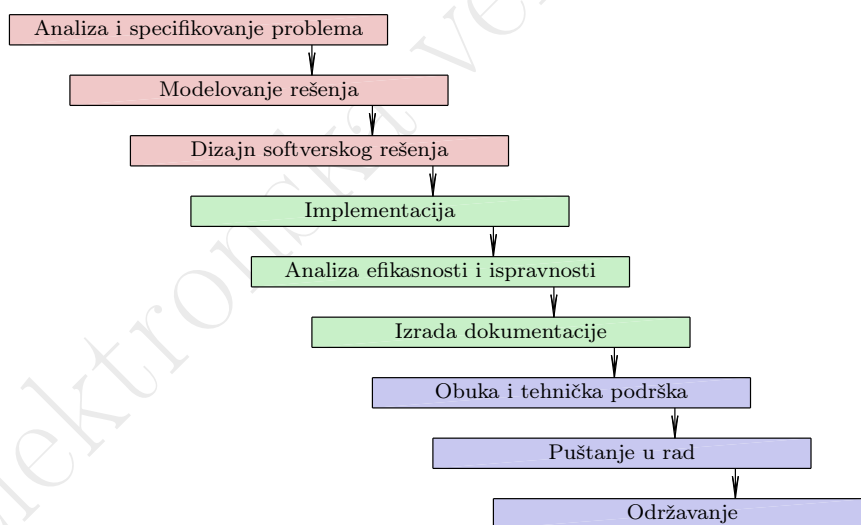 Analiza i specifikovanje problema
Modelovanje rešenja
Dizajn softverskog rešenja
Implementacija
Analiza efikasnosti i ispravnosti
Izrada dokumentacije
Obuka i tehnička podrška
Puštanje u rad
Održavanje